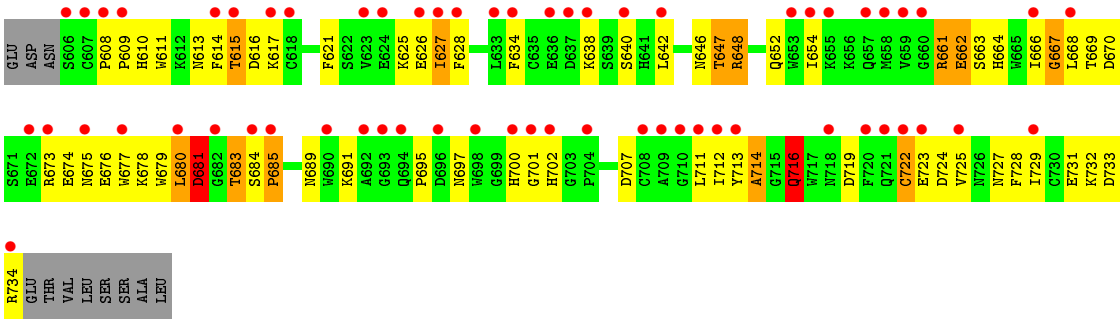 GLU ASP ASN S606 C607 P608 P609 H610 W611 K612 N613 F614 T615 D616 K617 C618 F621 S622 V623 E624 K625 E626 I627 F628 L633 F634 C635 E636 D637 K638 S639 S640 H641 L642 N646 T647 R648 Q652 W653 I654 K655 K656 Q657 M658 V659 G660 R661 E662 S663 H664 W665 I666 G667 L668 T669 D670
S671 E672 R673 E674 N675 E676 W677 K678 W679 L680 D681 G682 T683 S684 P685 N689 W690 K691 A692 G693 Q694 P695 D696 N697 W698 G699 H700 G701 H702 G703 P704 D707 C708 A709 G710 L711 I712 Y713 A714 G715 Q716 W717 N718 D719 F720 Q721 C722 E723 D724 V725 N726 N727 F728 I729 C730 E731 K732 D733
R734 GLU THR VAL LEU SER SER ALA LEU